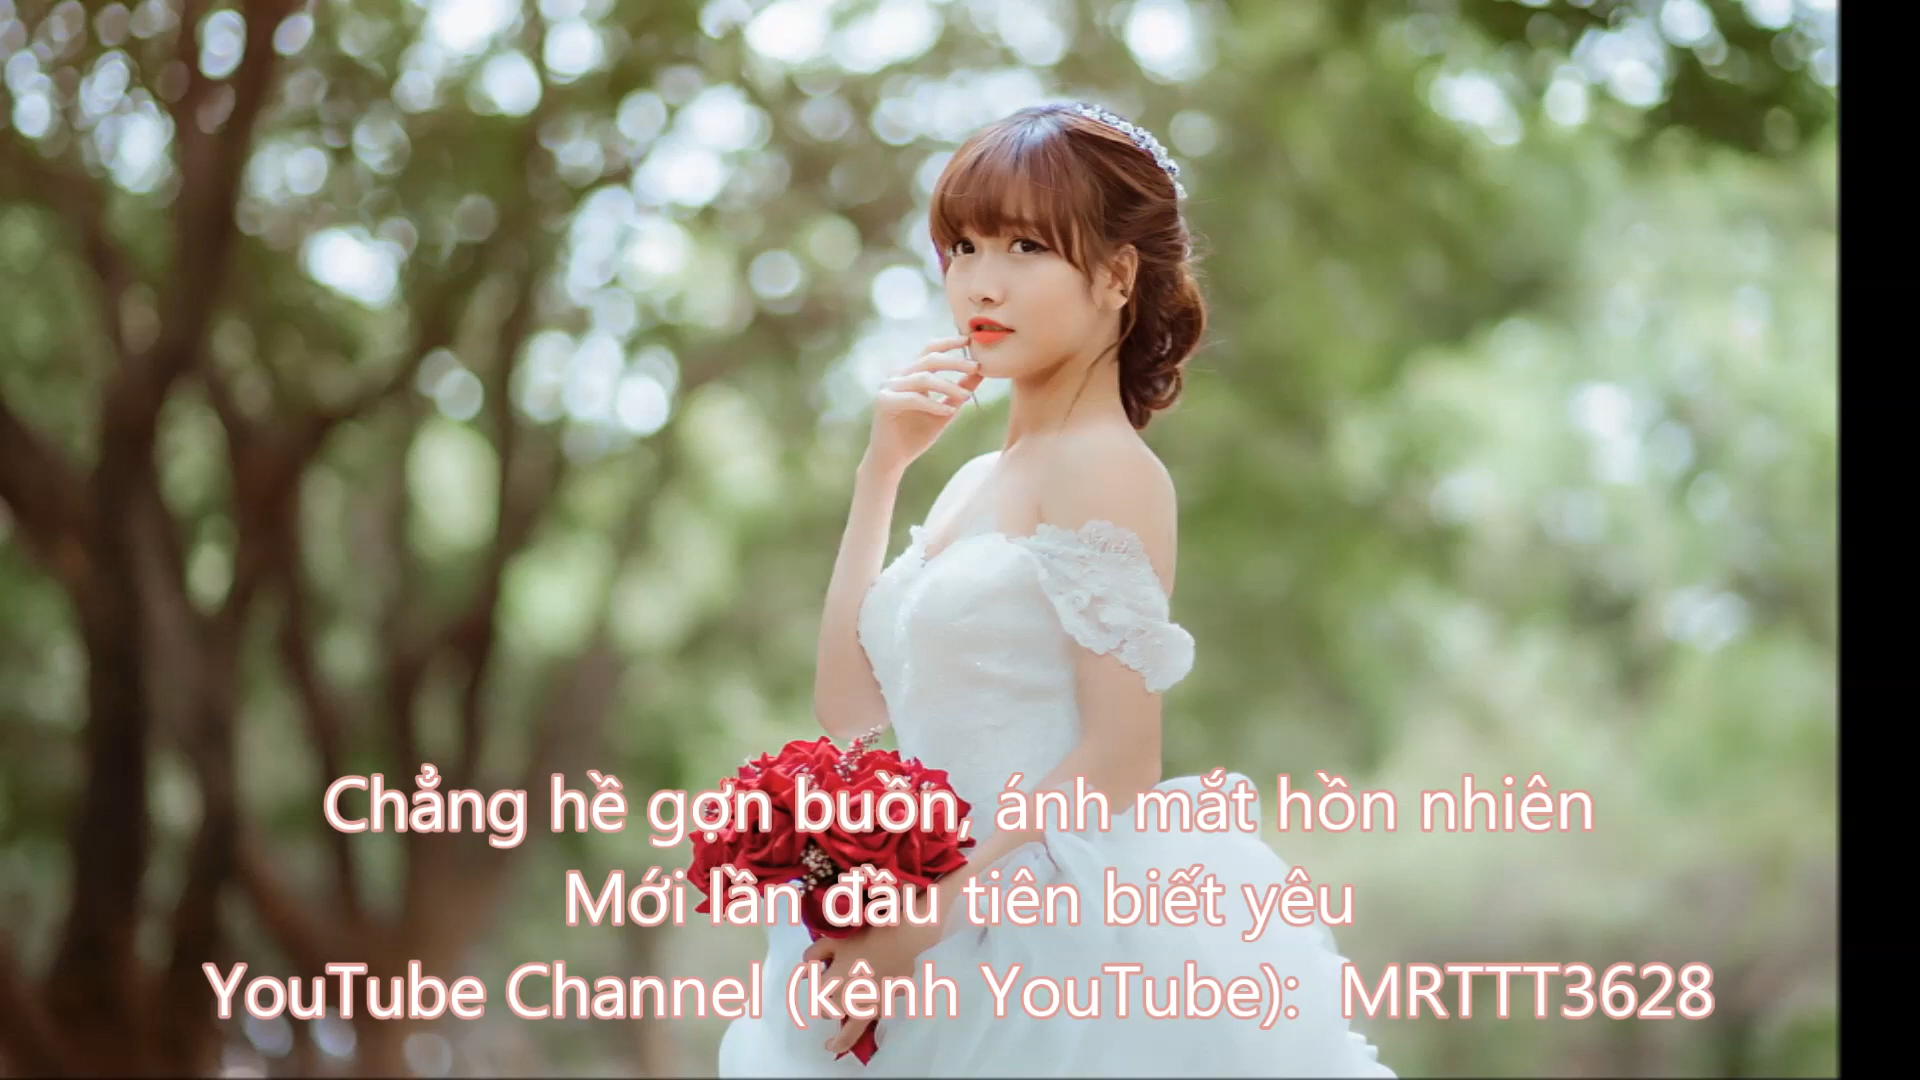 Chẳng hề gợn buồn, ánh mắt hồn nhiên
Mới lần đầu tiên biết yêu
YouTube Channel (kênh YouTube):  MRTTT3628